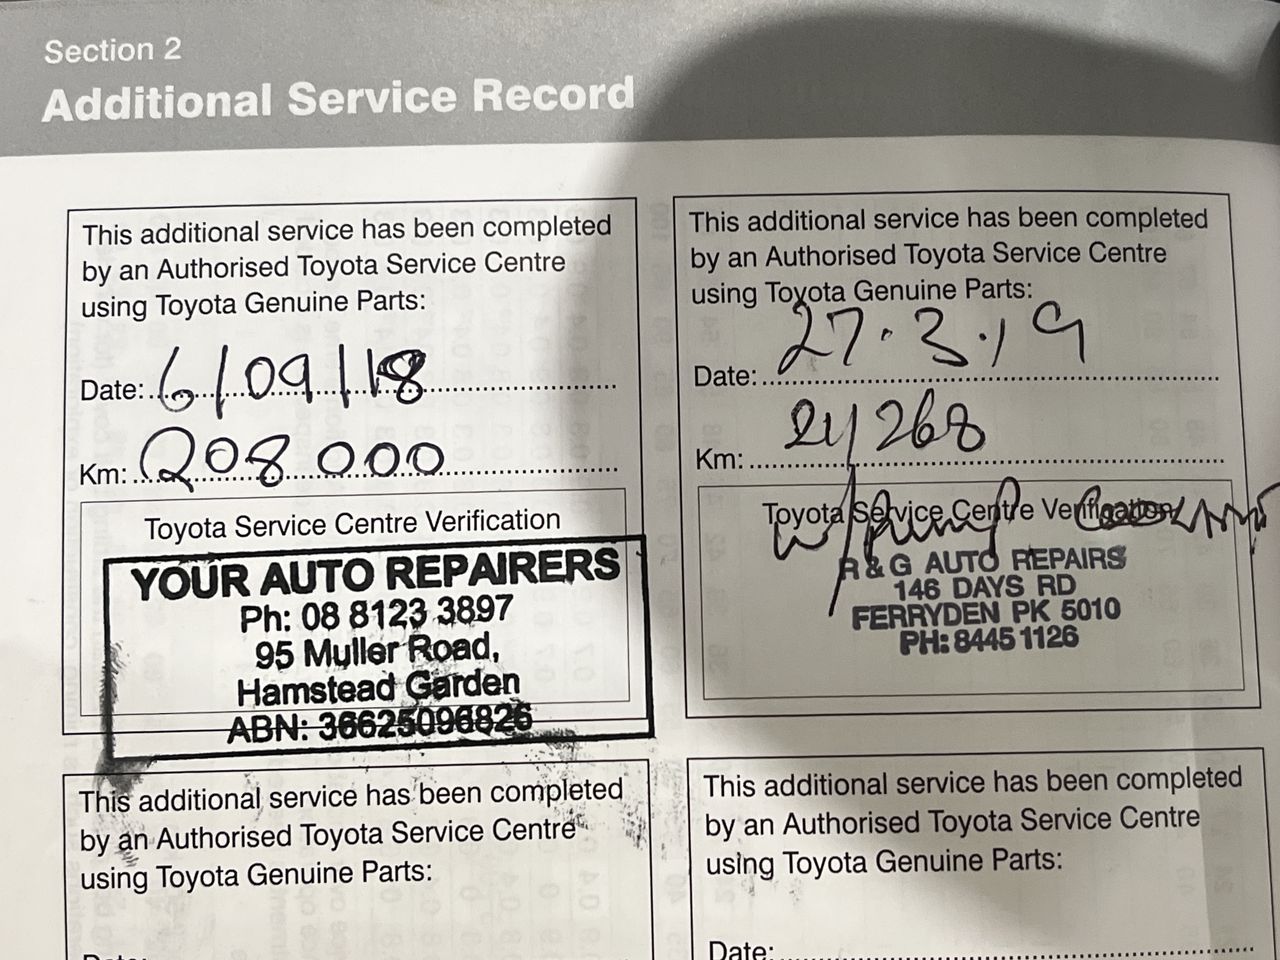 Section 2
Additional Service Record
This additional service has been completed
by an Authorised Toyota Service Centre
using Toyota Genuine Parts:
Date: 6/09/18
Km: 208 000
Toyota Service Centre Verification
YOUR AUTO REPAIRERS
Ph: 08 8123 3897
95 Muller Road,
Hamstead Garden
ABN: 36625096826
This additional service has been completed
by an Authorised Toyota Service Centre
using Toyota Genuine Parts:
Date: 27.3.19
Km: 211 268
Toyota Service Centre Verification
w/pump
R & G AUTO REPAIRS
146 DAYS RD
FERRYDEN PK 5010
PH: 8445 1126
This additional service has been completed
by an Authorised Toyota Service Centre
using Toyota Genuine Parts:
Date:
This additional service has been completed
by an Authorised Toyota Service Centre
using Toyota Genuine Parts:
Date: